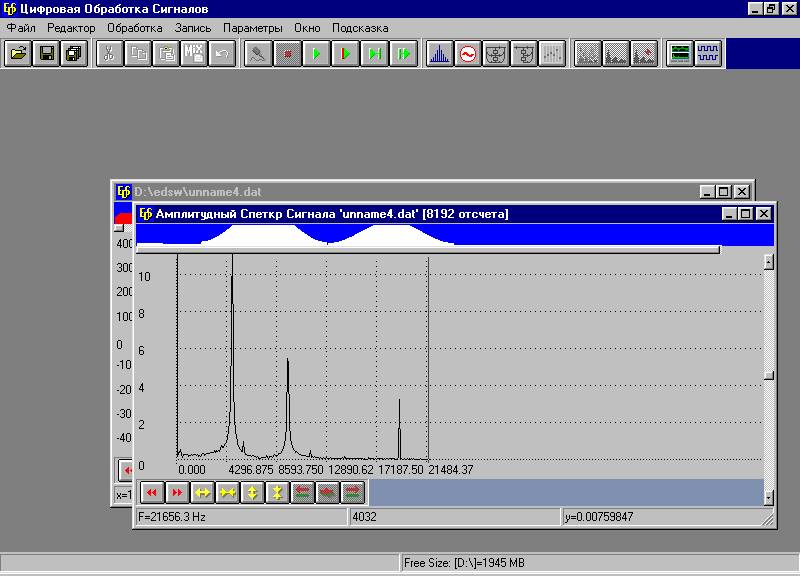 Цифровая Обработка Сигналов
Файл Редактор Обработка Запись Параметры Окно Подсказка
MiX
D:\edsw\unname4.dat
Амплитудный Спеткр Сигнала 'unname4.dat' [8192 отсчета]
400
300
200
100
0
-10
-20
-30
-40
10
8
6
4
2
0
0.000 4296.875 8593.750 12890.62 17187.50 21484.37
x=1
F=21656.3 Hz 4032 y=0.00759847
Free Size: [D:\]=1945 MB